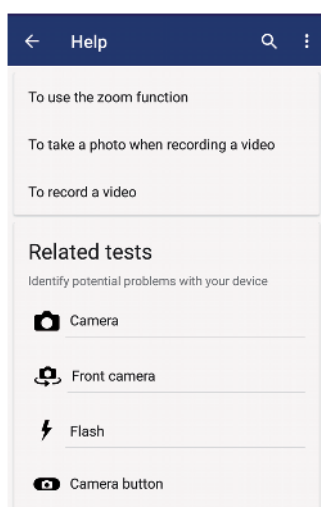 Help
To use the zoom function
To take a photo when recording a video
To record a video
Related tests
Identify potential problems with your device
Camera
Front camera
Flash
Camera button